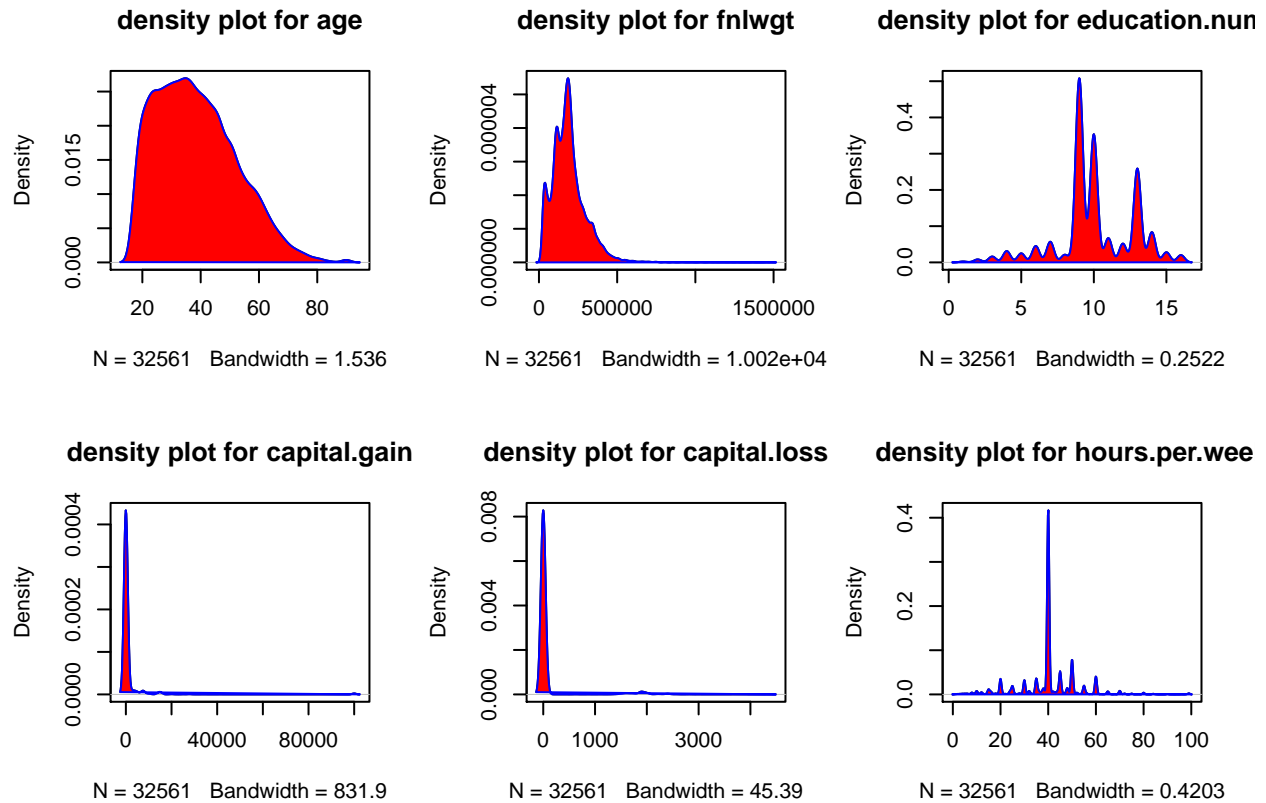 density plot for age
Density
0.000
0.015
20
40
60
80
N = 32561 Bandwidth = 1.536
density plot for fnlwgt
Density
0.000000
0.000004
0
500000
1500000
N = 32561 Bandwidth = 1.002e+04
density plot for education.num
Density
0.0
0.2
0.4
0
5
10
15
N = 32561 Bandwidth = 0.2522
density plot for capital.gain
Density
0.0000
0.0002
0.0004
0
40000
80000
N = 32561 Bandwidth = 831.9
density plot for capital.loss
Density
0.000
0.004
0.008
0
1000
3000
N = 32561 Bandwidth = 45.39
density plot for hours.per.wee
Density
0.0
0.2
0.4
0
20
40
60
80
100
N = 32561 Bandwidth = 0.4203